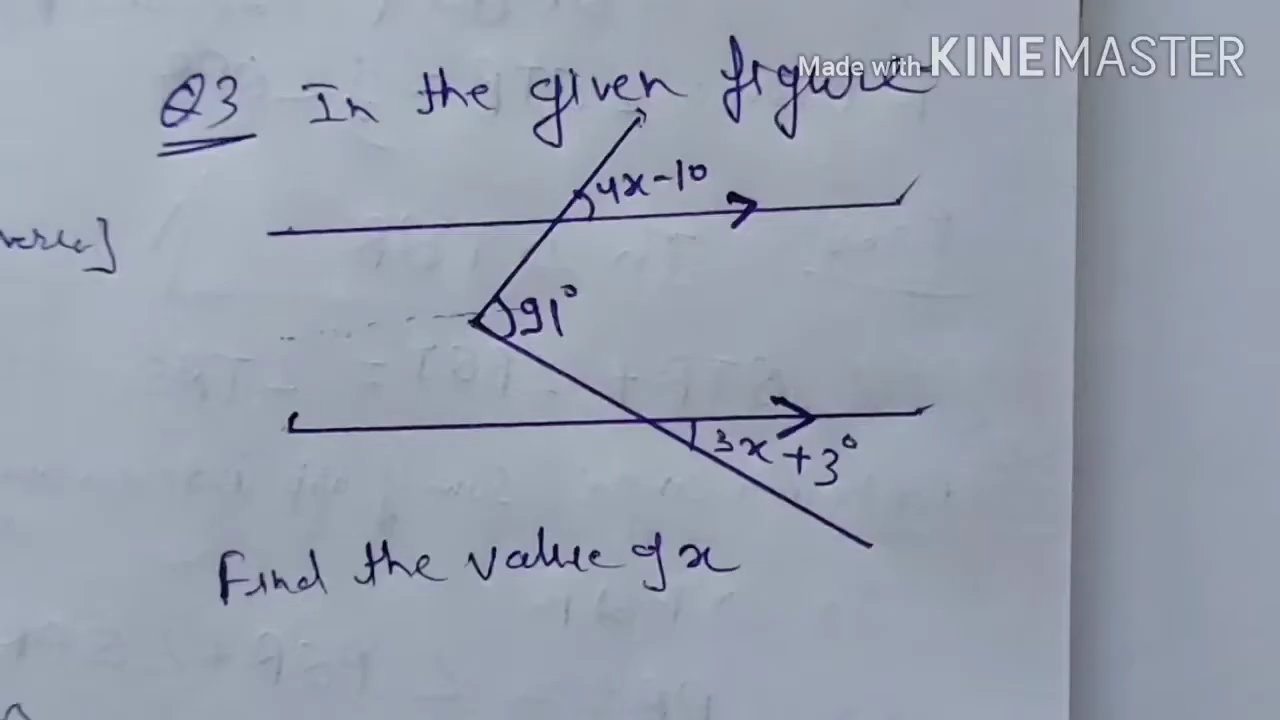 Made with KINEMASTER
Q3 In the given figure
4x-10
91°
3x+3°
Find the value of x